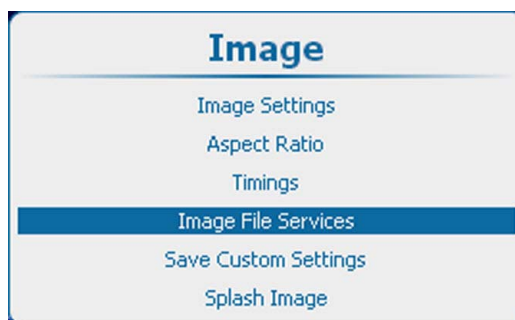 Image
Image Settings
Aspect Ratio
Timings
Image File Services
Save Custom Settings
Splash Image